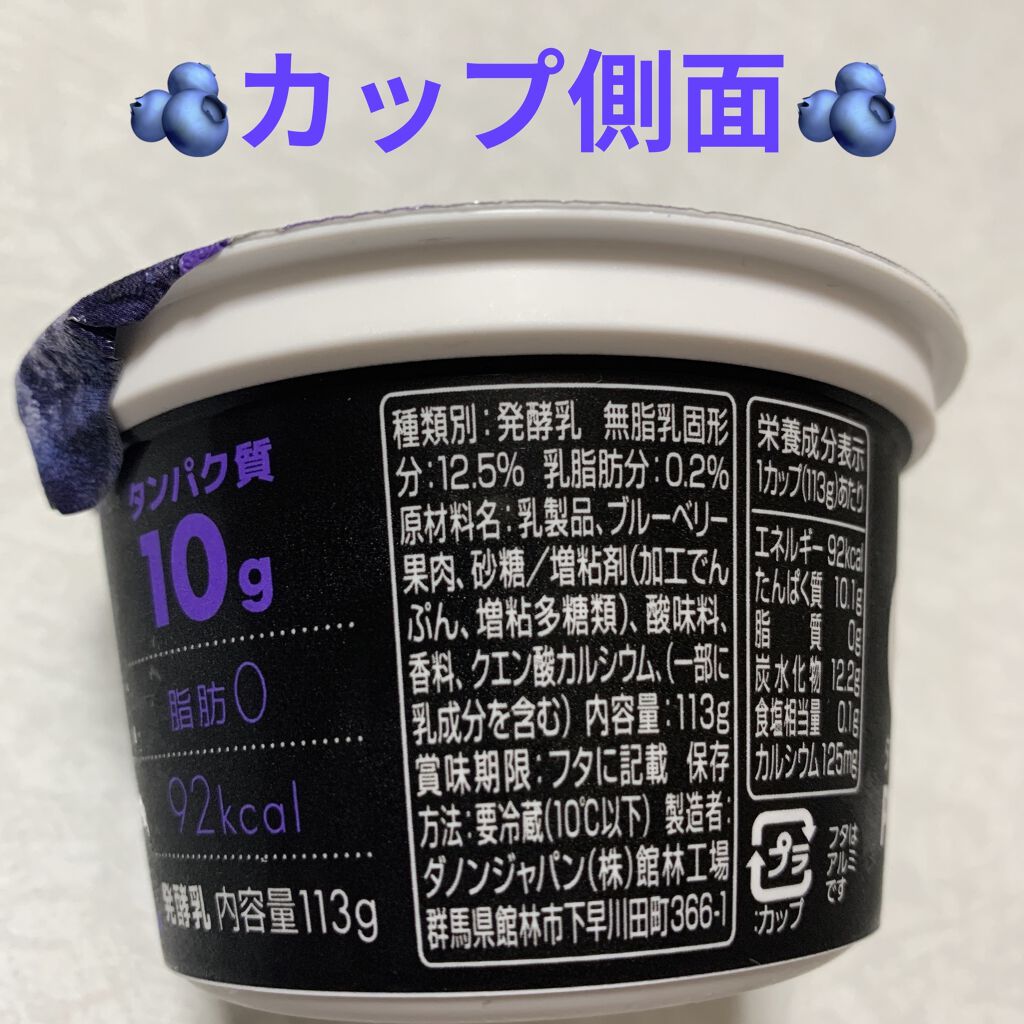 カップ側面
タンパク質
10g
脂肪0
92kcal
発酵乳 内容量113g
種類別:発酵乳 無脂乳固形
分:12.5% 乳脂肪分:0.2%
原材料名:乳製品、ブルーベリー
果肉、砂糖/増粘剤(加工でん
ぷん、増粘多糖類)、酸味料、
香料、クエン酸カルシウム、(一部に
乳成分を含む) 内容量:113g
賞味期限:フタに記載 保存
方法:要冷蔵(10℃以下) 製造者:
ダノンジャパン(株)館林工場
群馬県館林市下早川田町366-1
栄養成分表示
1カップ(113g)あたり
エネルギー 92kcal
たんぱく質 10.1g
脂質 0g
炭水化物 12.2g
食塩相当量 0.1g
カルシウム 125mg
プラ
:カップ
フタは
アルミ
です